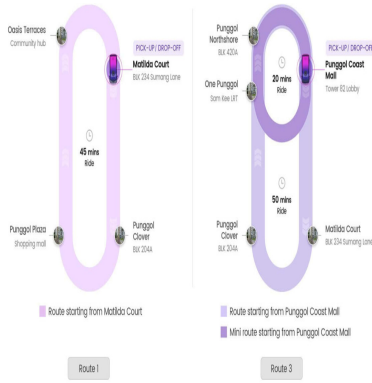 Oasis Terraces
Community hub
PICK-UP / DROP-OFF
Matilda Court
BLK 234 Sumang Lane
45 mins
Ride
Punggol Plaza
Shopping mall
Punggol
Clover
BLK 204A
Route starting from Matilda Court
Route 1
Punggol
Northshore
BLK 420A
PICK-UP / DROP-OFF
Punggol Coast
Mall
Tower B2 Lobby
20 mins
Ride
One Punggol
Sam Kee LRT
50 mins
Ride
Punggol
Clover
BLK 204A
Matilda Court
BLK 234 Sumang Lane
Route starting from Punggol Coast Mall
Mini route starting from Punggol Coast Mall
Route 3